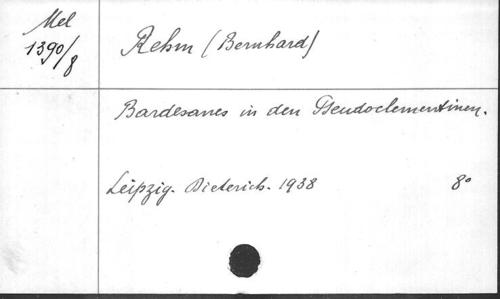 Mel
1390/8
Rehm (Bernhard)
Bardesanes in den Pseudoclementinen.
Leipzig. Dieterich. 1938 8°